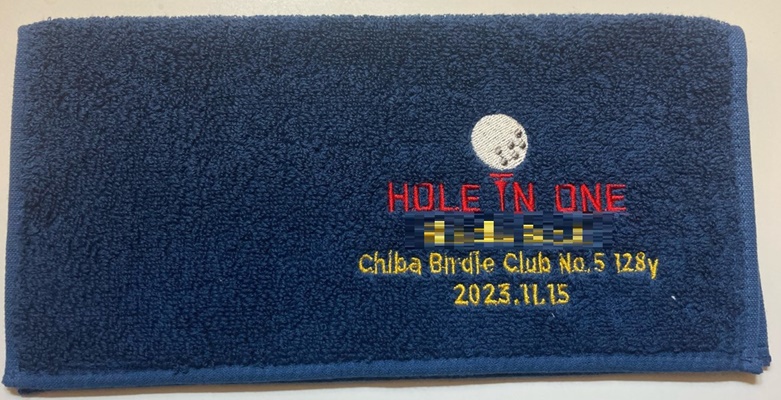 HOLE IN ONE
Chiba Birdie Club No.5 128y
2023.11.15